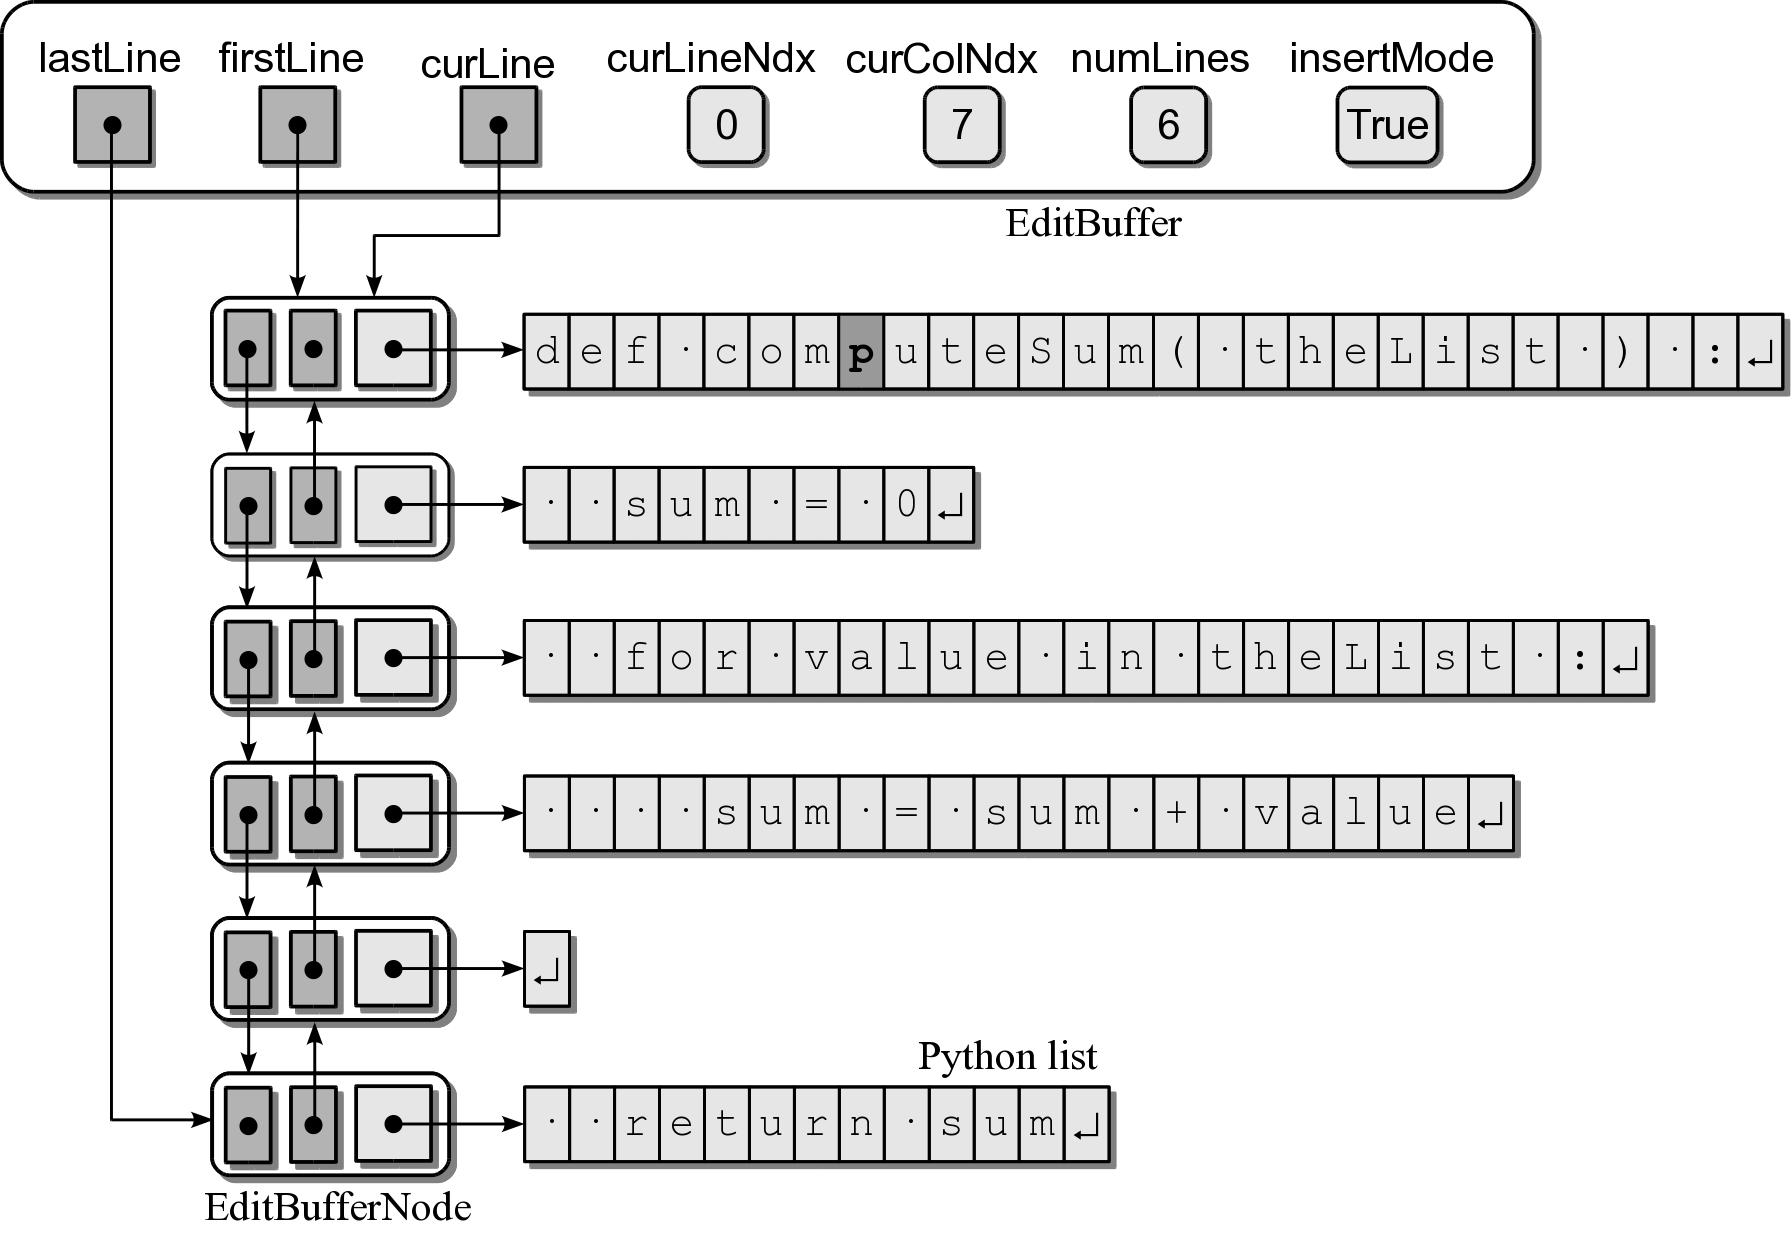 lastLine firstLine curLine curLineNdx curColNdx numLines insertMode
0 7 6 True
EditBuffer
def·computeSum(·theList·)·:↵
··sum·=·0↵
··for·value·in·theList·:↵
····sum·=·sum·+·value↵
↵
Python list
··return·sum↵
EditBufferNode